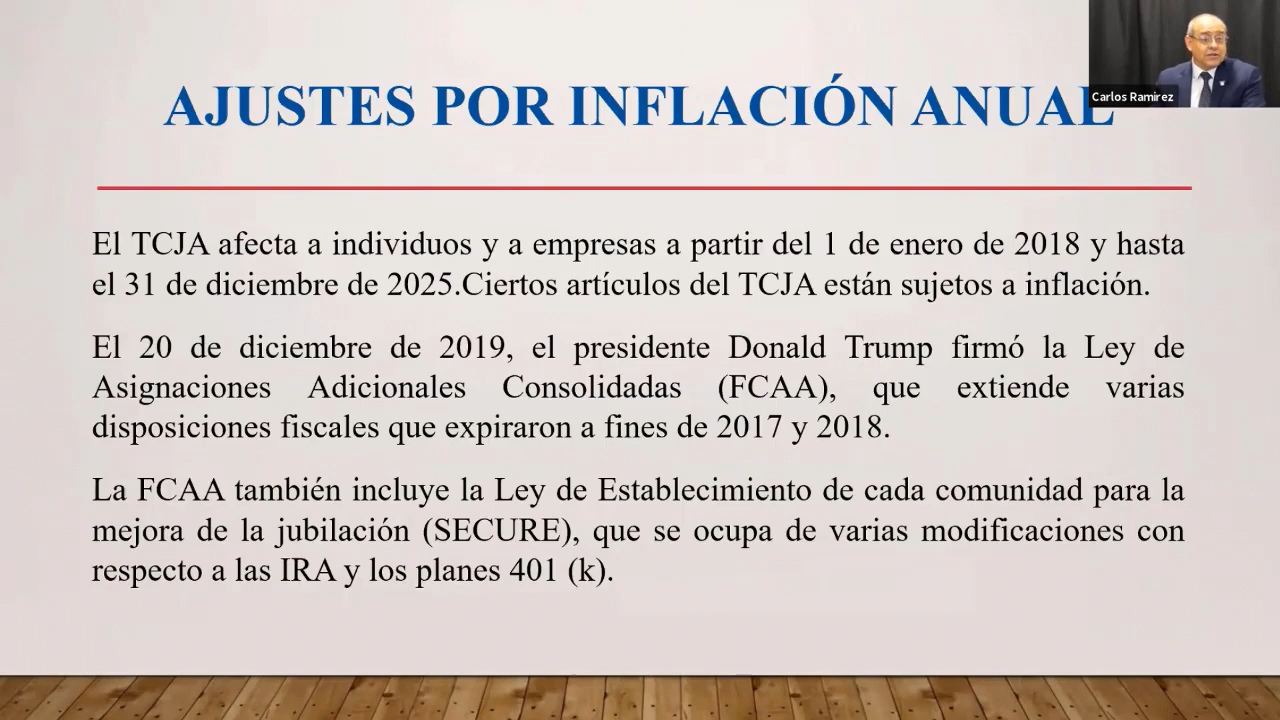 AJUSTES POR INFLACIÓN ANUAL
Carlos Ramirez
El TCJA afecta a individuos y a empresas a partir del 1 de enero de 2018 y hasta
el 31 de diciembre de 2025.Ciertos artículos del TCJA están sujetos a inflación.
El 20 de diciembre de 2019, el presidente Donald Trump firmó la Ley de
Asignaciones Adicionales Consolidadas (FCAA), que extiende varias
disposiciones fiscales que expiraron a fines de 2017 y 2018.
La FCAA también incluye la Ley de Establecimiento de cada comunidad para la
mejora de la jubilación (SECURE), que se ocupa de varias modificaciones con
respecto a las IRA y los planes 401 (k).